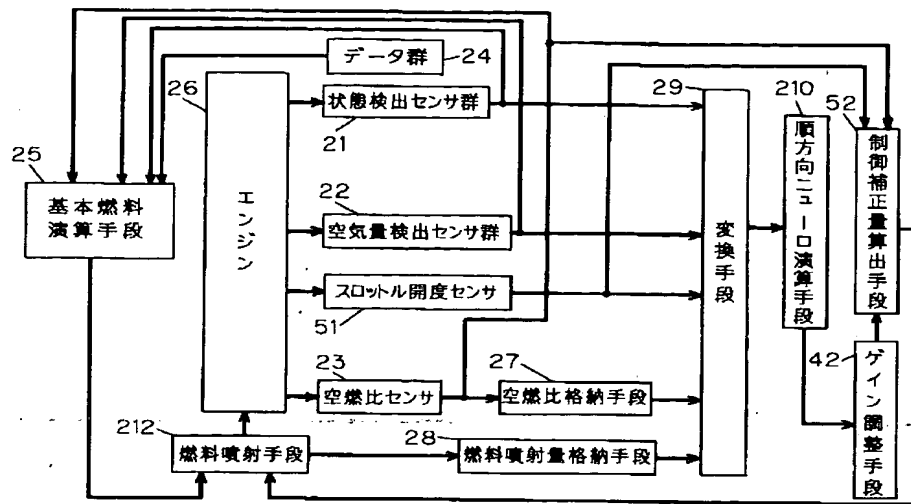 データ群
24
26
状態検出センサ群
21
29
210
52
25
基本燃料
演算手段
エンジン
22
空気量検出センサ群
変換手段
順方向ニューロ演算手段
制御補正量算出手段
スロットル開度センサ
51
23
空燃比センサ
27
空燃比格納手段
42
ゲイン調整手段
212
燃料噴射手段
28
燃料噴射量格納手段